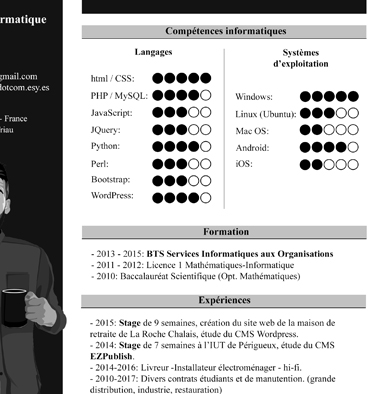 rmatique
gmail.com
dotcom.esy.es
- France
riau
Compétences informatiques
Langages
html / CSS:
PHP / MySQL:
JavaScript:
JQuery:
Python:
Perl:
Bootstrap:
WordPress:
Systèmes
d'exploitation
Windows:
Linux (Ubuntu):
Mac OS:
Android:
iOS:
Formation
- 2013 - 2015: BTS Services Informatiques aux Organisations
- 2011 - 2012: Licence 1 Mathématiques-Informatique
- 2010: Baccalauréat Scientifique (Opt. Mathématiques)
Expériences
- 2015: Stage de 9 semaines, création du site web de la maison de
retraite de La Roche Chalais, étude du CMS Wordpress.
- 2014: Stage de 7 semaines à l'IUT de Périgueux, étude du CMS
EZPublish.
- 2014-2016: Livreur -Installateur électroménager - hi-fi.
- 2010-2017: Divers contrats étudiants et de manutention. (grande
distribution, industrie, restauration)